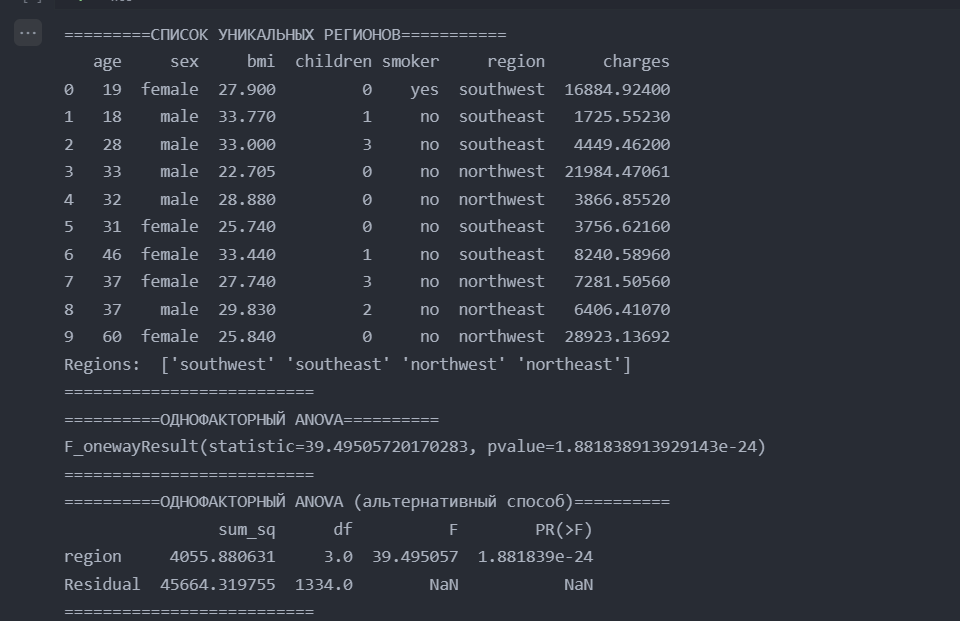 =========СПИСОК УНИКАЛЬНЫХ РЕГИОНОВ===========
   age     sex     bmi  children smoker     region      charges
0   19  female  27.900         0    yes  southwest  16884.92400
1   18    male  33.770         1     no  southeast   1725.55230
2   28    male  33.000         3     no  southeast   4449.46200
3   33    male  22.705         0     no  northwest  21984.47061
4   32    male  28.880         0     no  northwest   3866.85520
5   31  female  25.740         0     no  southeast   3756.62160
6   46  female  33.440         1     no  southeast   8240.58960
7   37  female  27.740         3     no  northwest   7281.50560
8   37    male  29.830         2     no  northeast   6406.41070
9   60  female  25.840         0     no  northwest  28923.13692
Regions:  ['southwest' 'southeast' 'northwest' 'northeast']
==========================
==========ОДНОФАКТОРНЫЙ ANOVA==========
F_onewayResult(statistic=39.49505720170283, pvalue=1.881838913929143e-24)
==========================
==========ОДНОФАКТОРНЫЙ ANOVA (альтернативный способ)==========
                sum_sq      df          F        PR(>F)
region     4055.880631     3.0  39.495057  1.881839e-24
Residual  45664.319755  1334.0        NaN           NaN
==========================